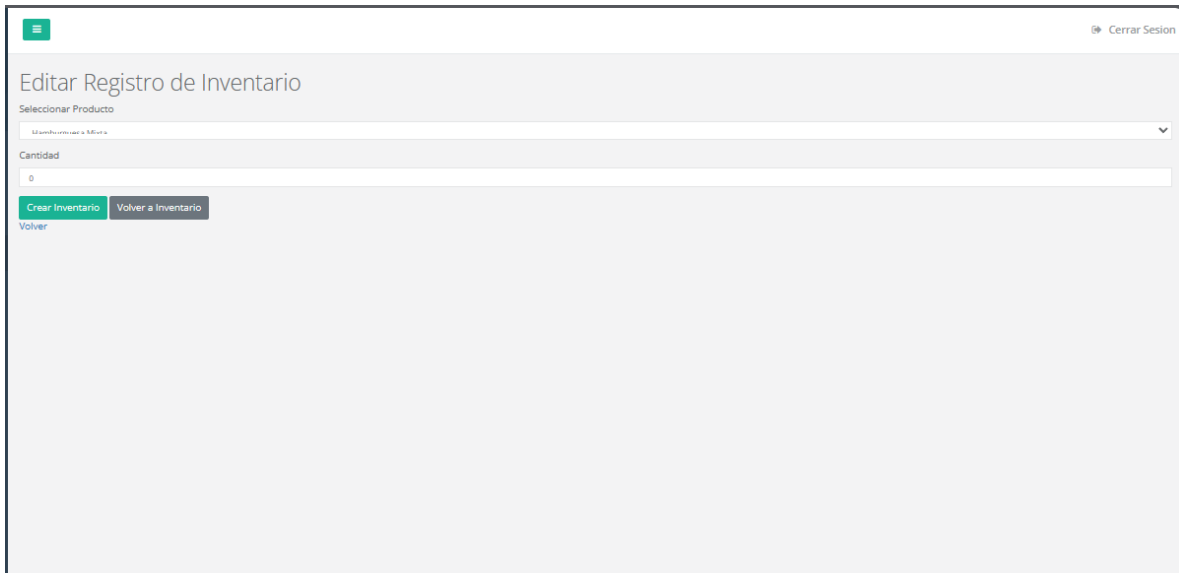 Cerrar Sesion
Editar Registro de Inventario
Seleccionar Producto
Hamburguesa Mixta
Cantidad
0
Crear Inventario Volver a Inventario
Volver